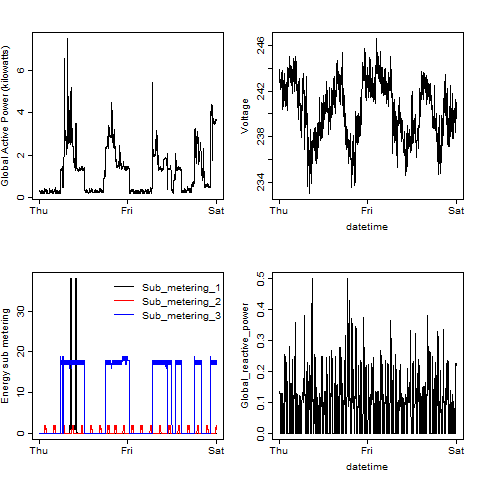 Global Active Power (kilowatts)
0
2
4
6
Thu
Fri
Sat
Voltage
234
238
242
246
Thu
Fri
Sat
datetime
Energy sub metering
0
10
20
30
Thu
Fri
Sat
Sub_metering_1
Sub_metering_2
Sub_metering_3
Global_reactive_power
0.0
0.1
0.2
0.3
0.4
0.5
Thu
Fri
Sat
datetime